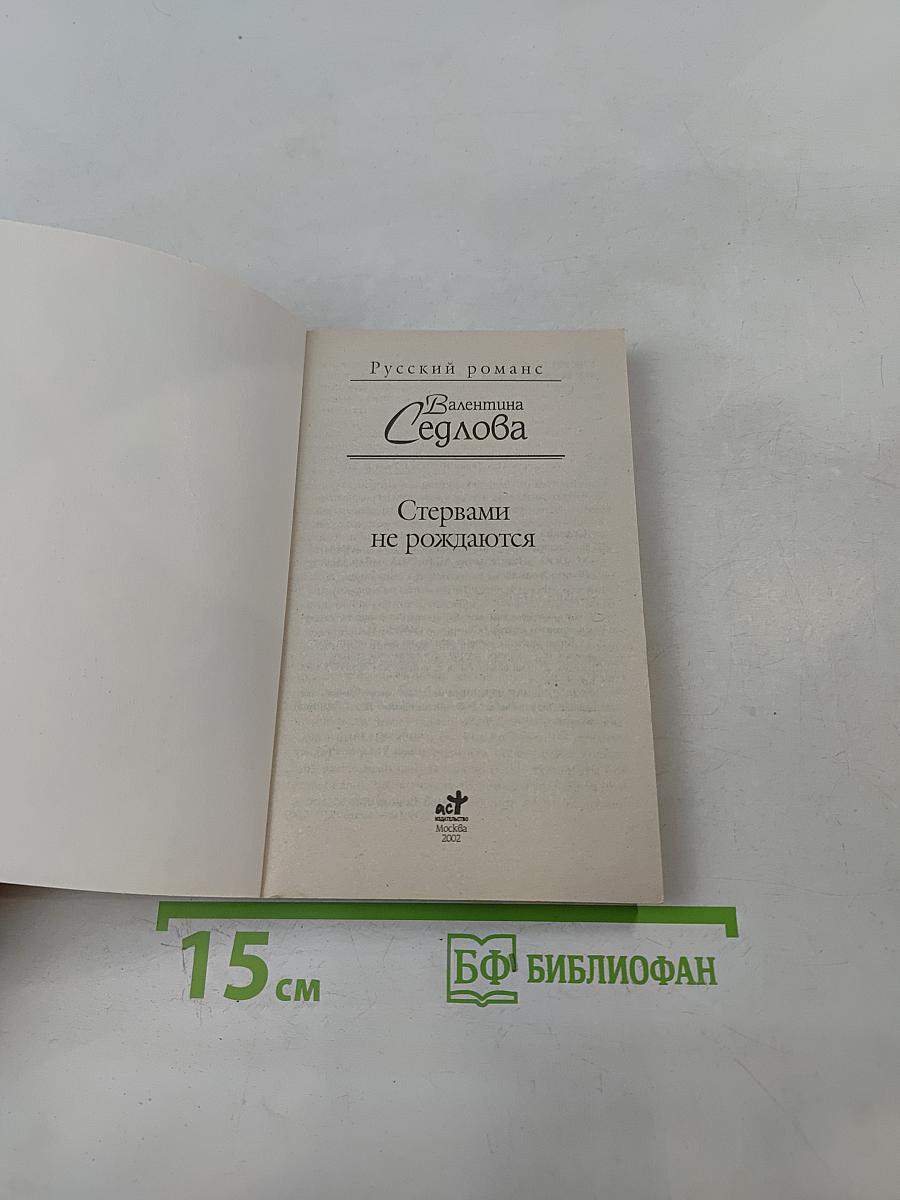 Русский романс
Валентина
Седлова
Стервами
не рождаются
аст
издательство
Москва
2002
15 см
БФ БИБЛИОФАН